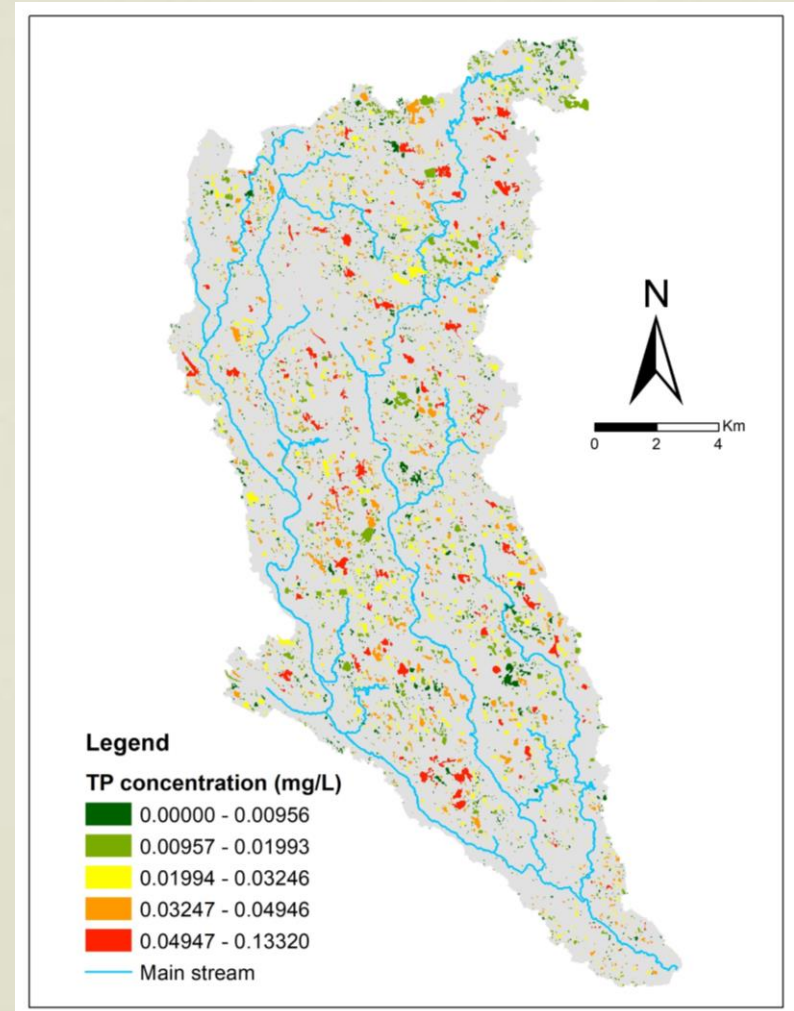 N
Km
0 2 4
Legend
TP concentration (mg/L)
0.00000 - 0.00956
0.00957 - 0.01993
0.01994 - 0.03246
0.03247 - 0.04946
0.04947 - 0.13320
Main stream